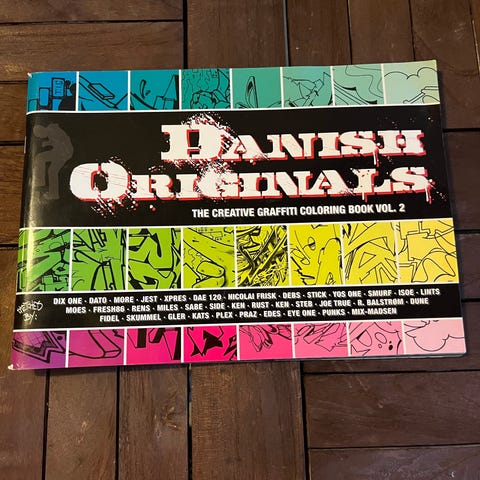 DANISH
ORIGINALS
THE CREATIVE GRAFFITI COLORING BOOK VOL. 2
DIX ONE · DATO · MORE · JEST · XPRES · DAE 120 · NICOLAI FRISK · DEBS · STICK · YOS ONE · SMURF · ISOE · LINTS
MOES · FRESH86 · RENS · MILES · SABE · SIDE · KEN · RUST · KEN · STEB · JOE TRUE · R. BALSTRØM · DUNE
FIDEL · SKUMMEL · GLER · KATS · PLEX · PRAZ · EDES · EYE ONE · PUNKS · MIX-MADSEN